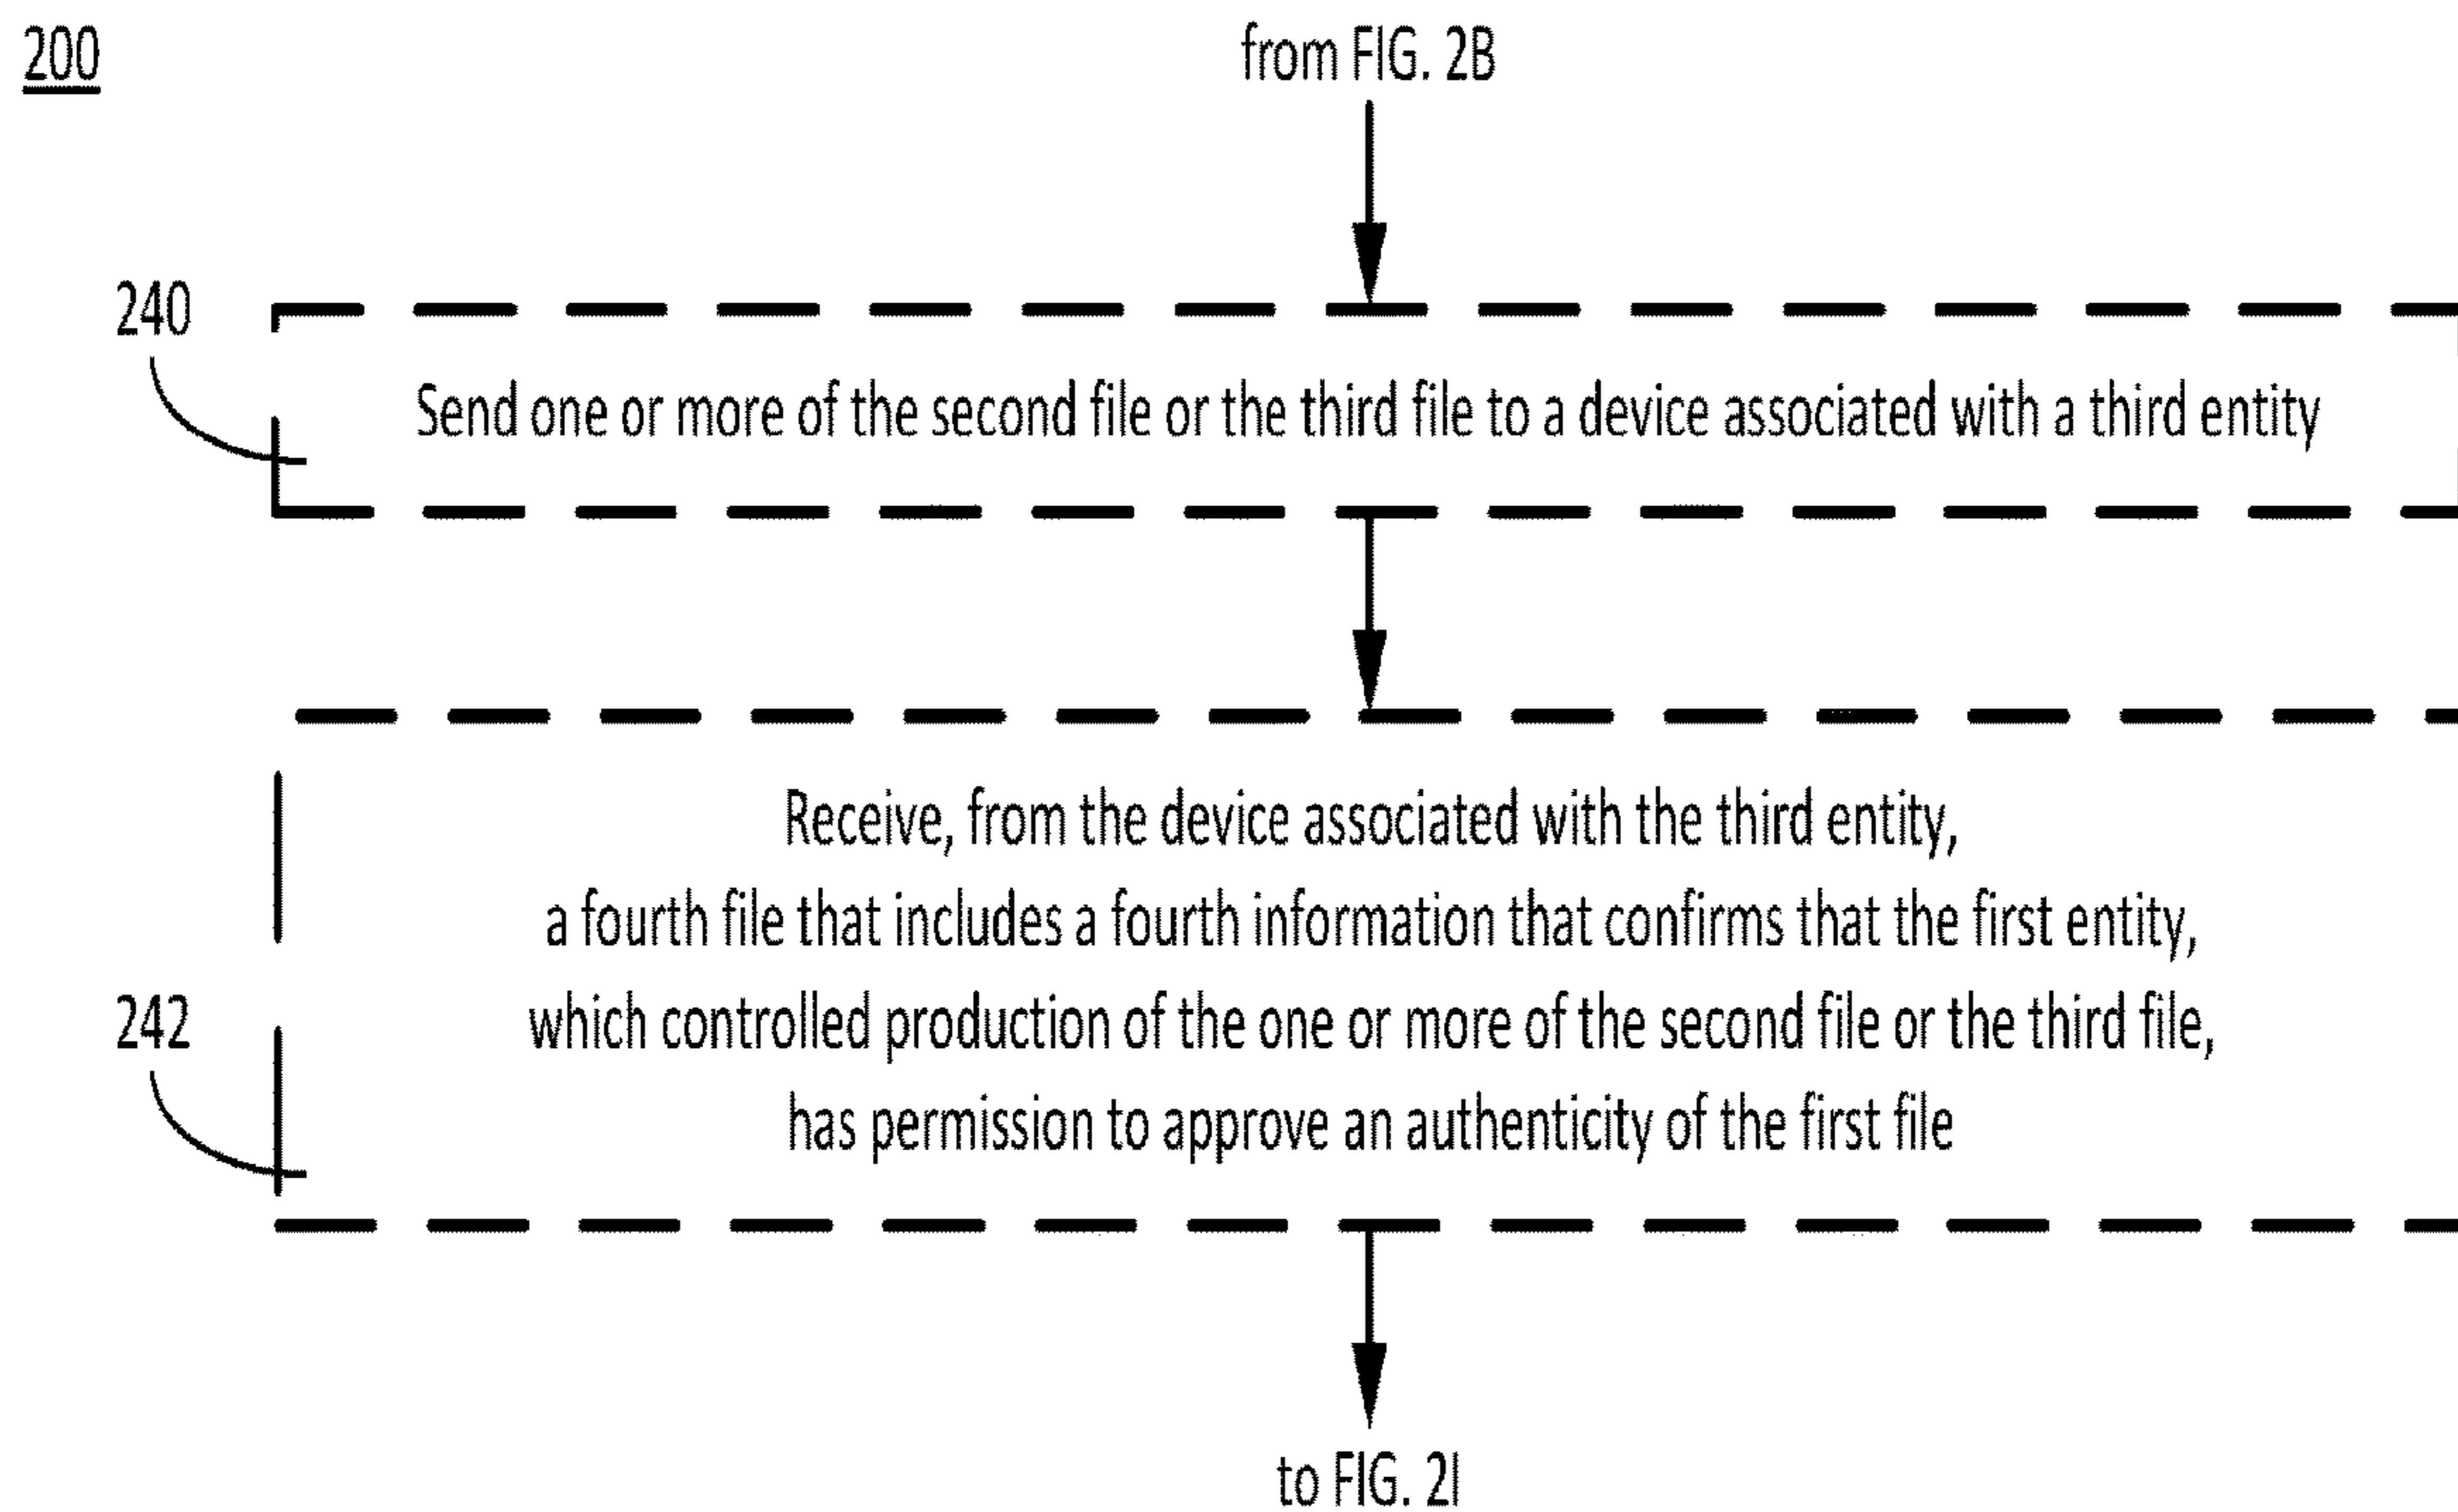 200
from FIG. 2B
240
Send one or more of the second file or the third file to a device associated with a third entity
Receive, from the device associated with the third entity,
a fourth file that includes a fourth information that confirms that the first entity,
242
which controlled production of the one or more of the second file or the third file,
has permission to approve an authenticity of the first file
to FIG. 2I